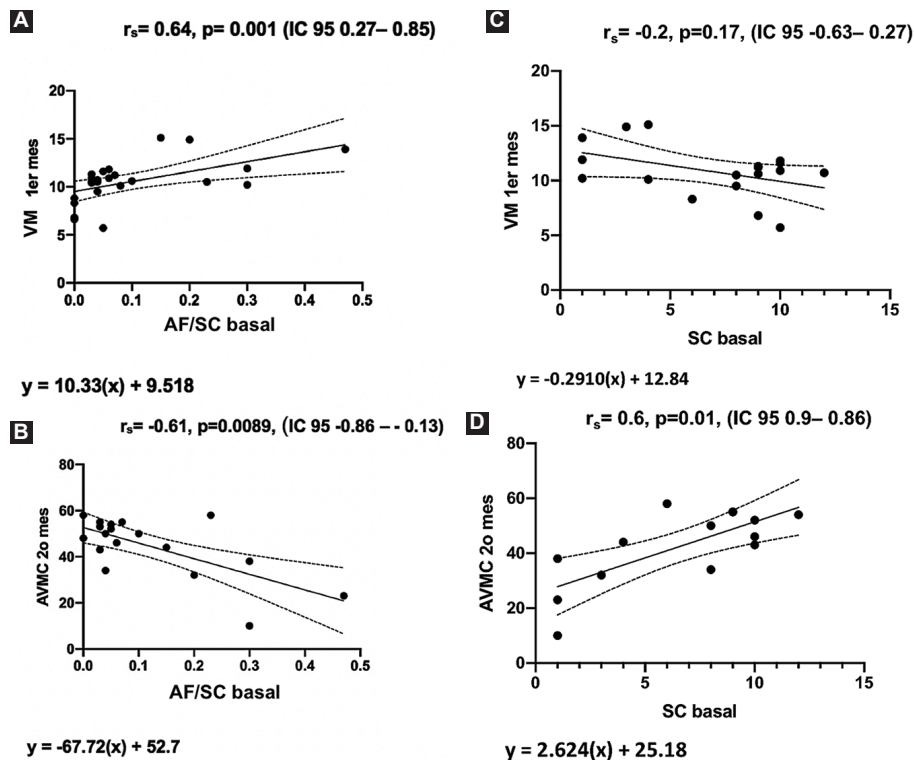 A
rs= 0.64, p= 0.001 (IC 95 0.27– 0.85)
20
15
10
5
0
VM 1er mes
0.0 0.1 0.2 0.3 0.4 0.5
AF/SC basal
y = 10.33(x) + 9.518
B
rs= -0.61, p=0.0089, (IC 95 -0.86 – - 0.13)
80
60
40
20
0
AVMC 2o mes
0.0 0.1 0.2 0.3 0.4 0.5
AF/SC basal
y = -67.72(x) + 52.7
C
rs= -0.2, p=0.17, (IC 95 -0.63– 0.27)
20
15
10
5
0
VM 1er mes
0 5 10 15
SC basal
y = -0.2910(x) + 12.84
D
rs= 0.6, p=0.01, (IC 95 0.9– 0.86)
80
60
40
20
0
AVMC 2o mes
0 5 10 15
SC basal
y = 2.624(x) + 25.18